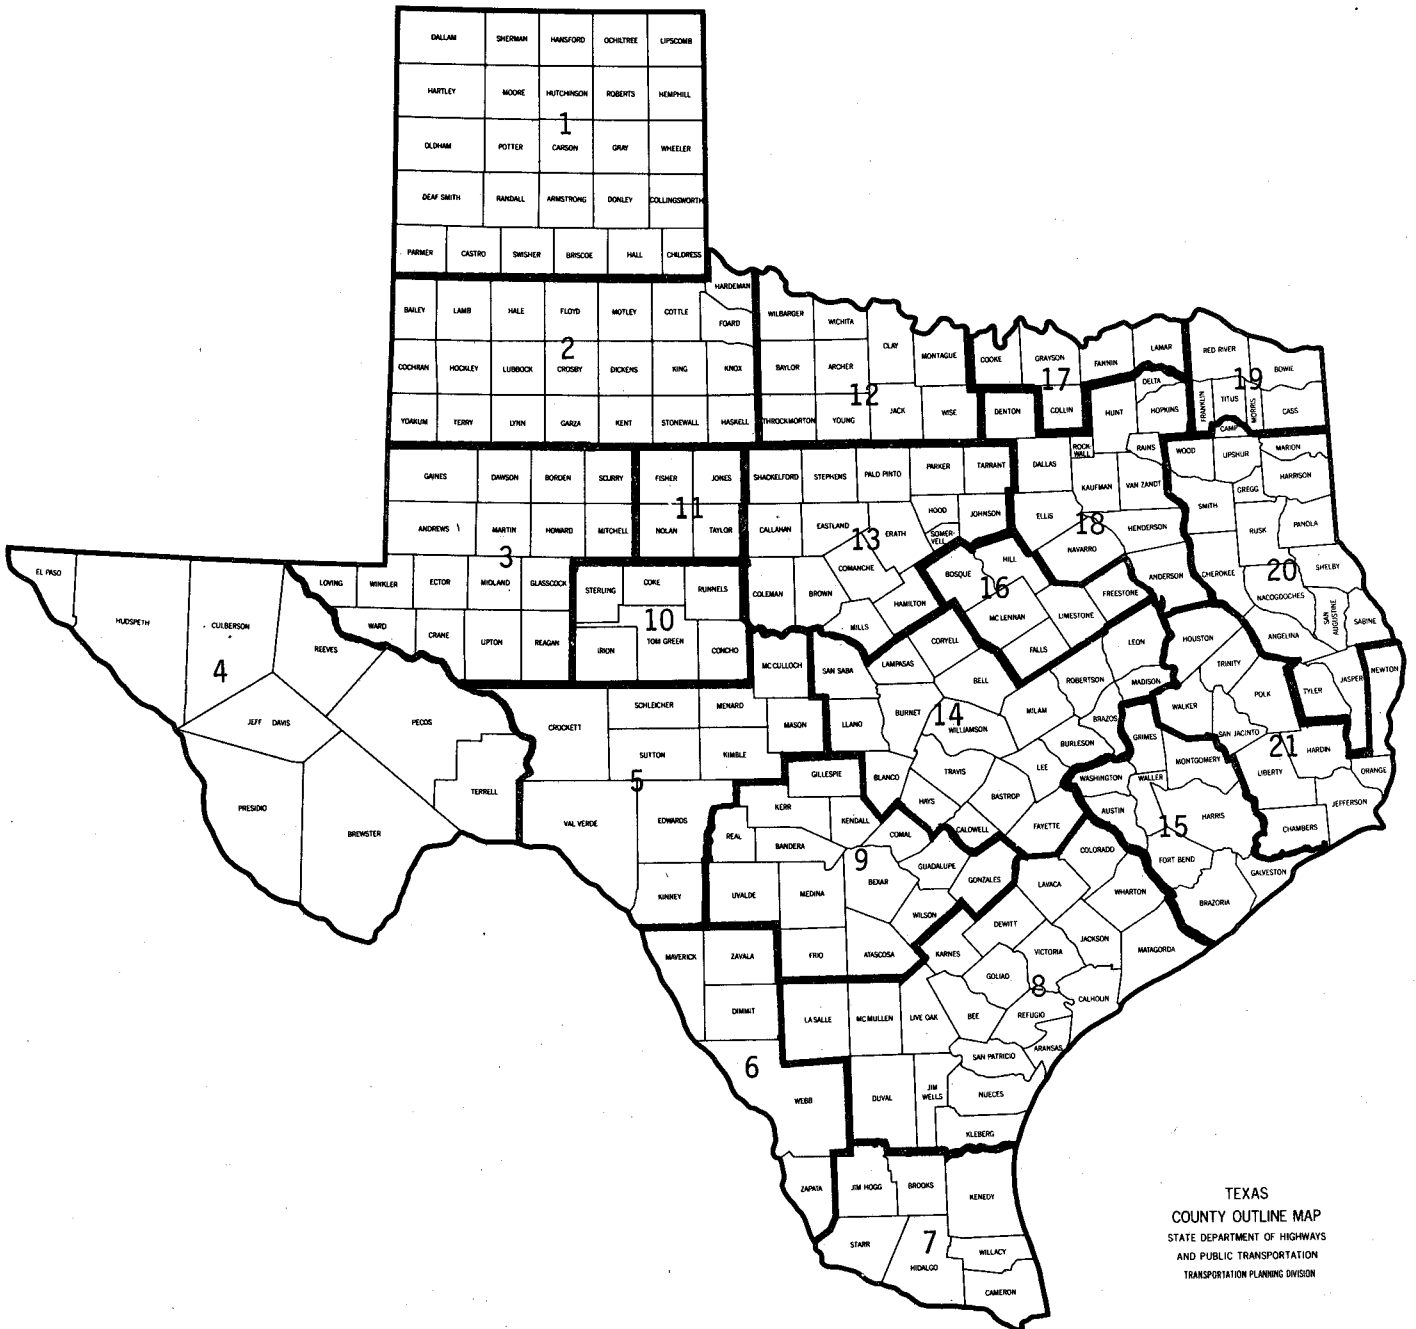 DALLAM SHERMAN HANSFORD OCHILTREE LIPSCOMB
HARTLEY MOORE HUTCHINSON ROBERTS HEMPHILL
1
OLDHAM POTTER CARSON GRAY WHEELER
DEAF SMITH RANDALL ARMSTRONG DONLEY COLLINGSWORTH
PARMER CASTRO SWISHER BRISCOE HALL CHILDRESS
HARDEMAN
BAILEY LAMB HALE FLOYD MOTLEY COTTLE FOARD WILBARGER WICHITA
CLAY MONTAGUE COOKE GRAYSON FANNIN LAMAR RED RIVER BOWIE
2
COCHRAN HOCKLEY LUBBOCK CROSBY DICKENS KING KNOX BAYLOR ARCHER
12 17 19
DELTA HOPKINS HUNT FRANKLYN TITUS MORRIS CASS
YOAKUM TERRY LYNN GARZA KENT STONEWALL HASKELL THROCKMORTON YOUNG JACK WISE DENTON COLLIN
CAMP
ROCK
WALL
RAINS WOOD UPSHUR MARION
GAINES DAWSON BORDEN SCURRY FISHER JONES SHACKELFORD STEPHENS PALO PINTO PARKER TARRANT DALLAS KAUFMAN VAN ZANDT SMITH GREGG HARRISON
11
ANDREWS MARTIN HOWARD MITCHELL NOLAN TAYLOR CALLAHAN EASTLAND ERATH HOOD JOHNSON ELLIS HENDERSON RUSK PANOLA
SOMER-
VELL
3 13 18
NAVARRO
EL PASO LOVING WINKLER ECTOR MIDLAND GLASSCOCK STERLING COKE RUNNELS COLEMAN BROWN COMANCHE BOSQUE HILL ANDERSON CHEROKEE SHELBY
16 20
HAMILTON FREESTONE NACOGDOCHES
HUDSPETH CULBERSON REEVES WARD CRANE UPTON REAGAN IRION TOM GREEN CONCHO MILLS MC LENNAN LIMESTONE
SAN
AUGUSTINE
SABINE
10
4
MC CULLOCH SAN SABA LAMPASAS CORYELL FALLS LEON HOUSTON ANGELINA
BELL ROBERTSON MADISON TRINITY TYLER JASPER NEWTON
JEFF DAVIS PECOS CROCKETT SCHLEICHER MENARD MASON LLANO BURNET WILLIAMSON MILAM BRAZOS WALKER POLK
14
SUTTON KIMBLE BURLESON GRIMES SAN JACINTO HARDIN
21
5
GILLESPIE BLANCO TRAVIS LEE WASHINGTON WALLER MONTGOMERY LIBERTY ORANGE
PRESIDIO TERRELL BREWSTER VAL VERDE EDWARDS KERR KENDALL HAYS BASTROP AUSTIN HARRIS JEFFERSON
15
REAL BANDERA COMAL CALDWELL FAYETTE CHAMBERS
9
COLORADO FORT BEND GALVESTON
GUADALUPE
KINNEY UVALDE MEDINA BEXAR GONZALES LAVACA WHARTON BRAZORIA
WILSON DEWITT
MAVERICK ZAVALA FRIO ATASCOSA KARNES VICTORIA JACKSON MATAGORDA
GOLIAD
8
CALHOUN
DIMMIT LA SALLE MC MULLEN LIVE OAK BEE REFUGIO
ARANSAS
6
SAN PATRICIO
WEBB DUVAL
JIM
WELLS
NUECES
KLEBERG
ZAPATA JIM HOGG BROOKS KENEDY
7
STARR HIDALGO WILLACY
CAMERON
TEXAS
COUNTY OUTLINE MAP
STATE DEPARTMENT OF HIGHWAYS
AND PUBLIC TRANSPORTATION
TRANSPORTATION PLANNING DIVISION